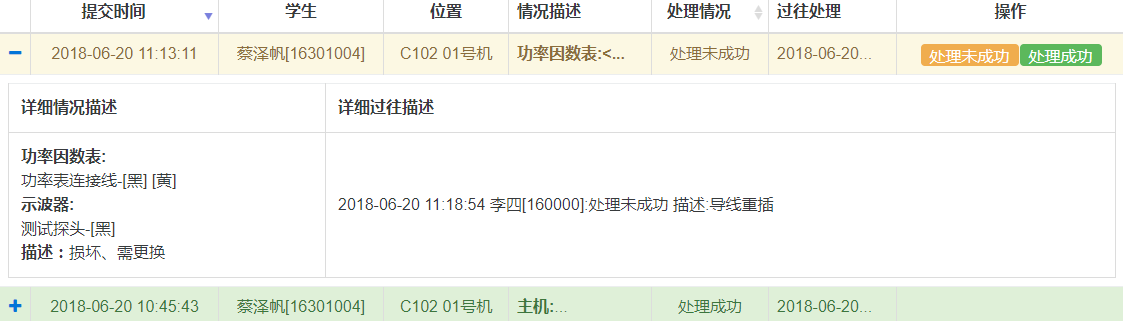 提交时间 学生 位置 情况描述 处理情况 过往处理 操作
2018-06-20 11:13:11 蔡泽帆[16301004] C102 01号机 功率因数表:<... 处理未成功 2018-06-20... 处理未成功 处理成功
详细情况描述 详细过往描述
功率因数表:
功率表连接线-[黑] [黄]
示波器:
测试探头-[黑]
描述：损坏、需更换
2018-06-20 11:18:54 李四[160000]:处理未成功 描述:导线重插
2018-06-20 10:45:43 蔡泽帆[16301004] C102 01号机 主机:... 处理成功 2018-06-20...